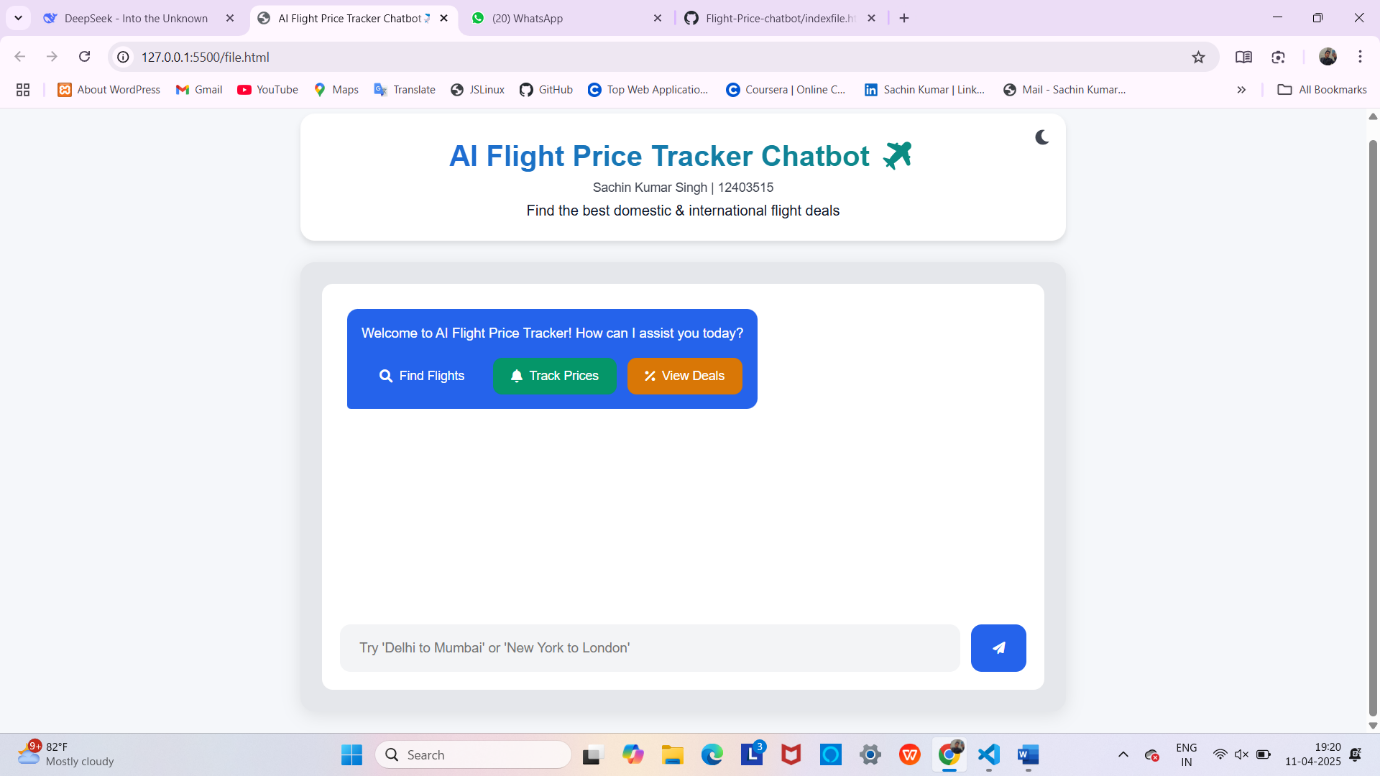 DeepSeek - Into the Unknown
AI Flight Price Tracker Chatbot
(20) WhatsApp
Flight-Price-chatbot/indexfile.h
127.0.0.1:5500/file.html
About WordPress
Gmail
YouTube
Maps
Translate
JSLinux
GitHub
Top Web Applicatio...
Coursera | Online C...
Sachin Kumar | Link...
Mail - Sachin Kumar...
All Bookmarks
AI Flight Price Tracker Chatbot
Sachin Kumar Singh | 12403515
Find the best domestic & international flight deals
Welcome to AI Flight Price Tracker! How can I assist you today?
Find Flights
Track Prices
View Deals
Try 'Delhi to Mumbai' or 'New York to London'
9+
82°F
Mostly cloudy
Search
L
3
W
W
ENG
IN
19:20
11-04-2025